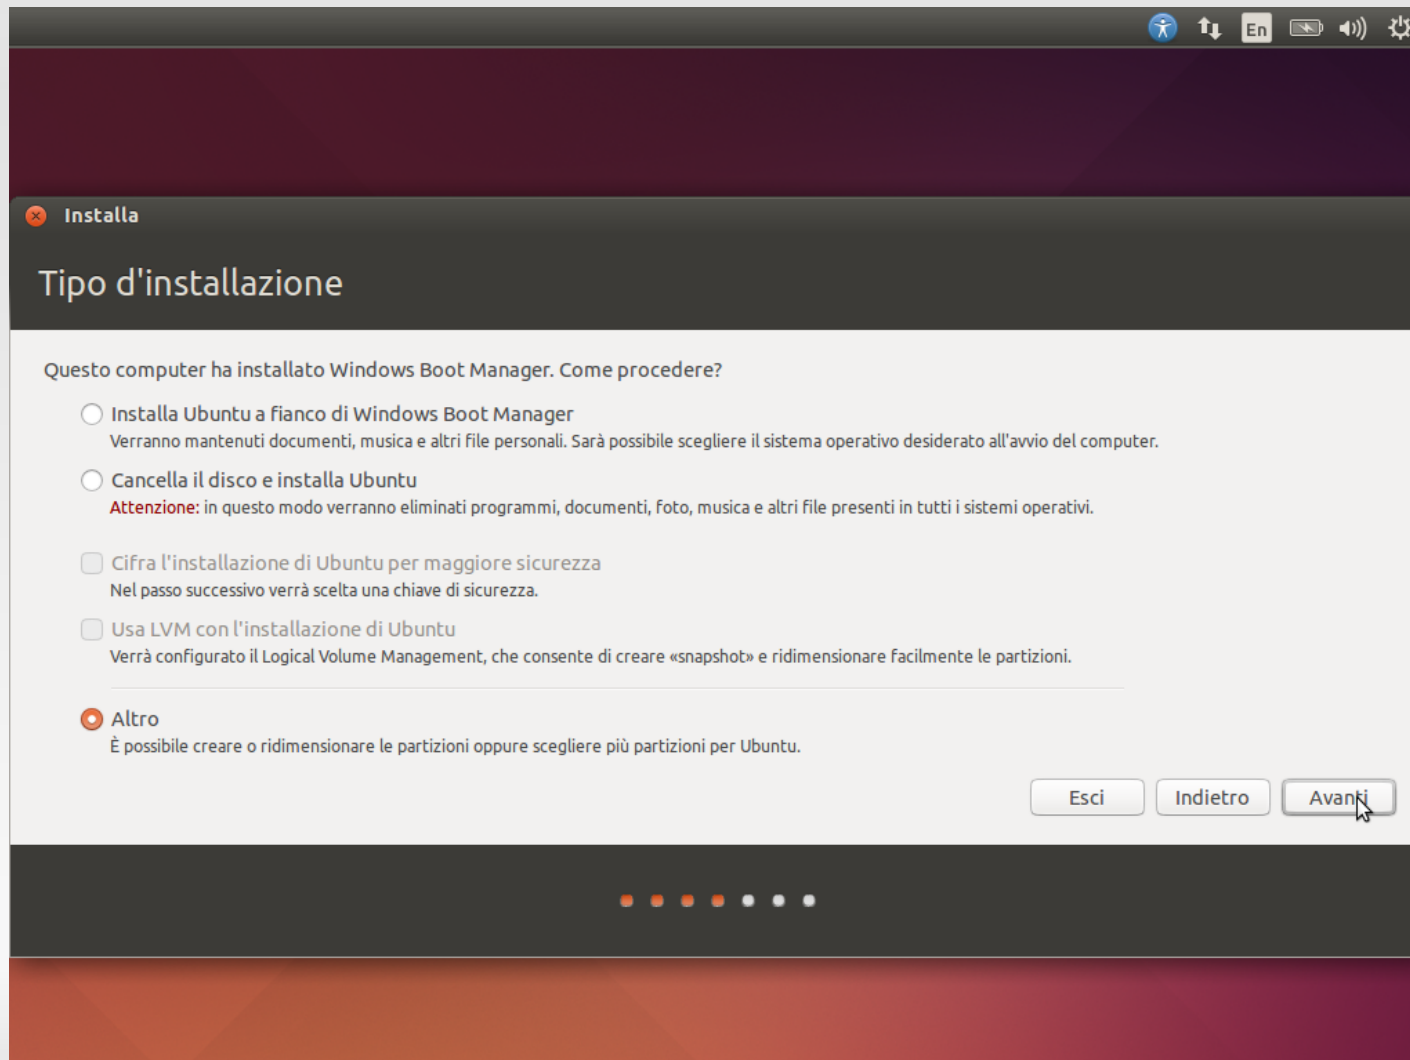 En
Installa
Tipo d'installazione
Questo computer ha installato Windows Boot Manager. Come procedere?
Installa Ubuntu a fianco di Windows Boot Manager
Verranno mantenuti documenti, musica e altri file personali. Sarà possibile scegliere il sistema operativo desiderato all'avvio del computer.
Cancella il disco e installa Ubuntu
Attenzione: in questo modo verranno eliminati programmi, documenti, foto, musica e altri file presenti in tutti i sistemi operativi.
Cifra l'installazione di Ubuntu per maggiore sicurezza
Nel passo successivo verrà scelta una chiave di sicurezza.
Usa LVM con l'installazione di Ubuntu
Verrà configurato il Logical Volume Management, che consente di creare «snapshot» e ridimensionare facilmente le partizioni.
Altro
È possibile creare o ridimensionare le partizioni oppure scegliere più partizioni per Ubuntu.
Esci Indietro Avanti